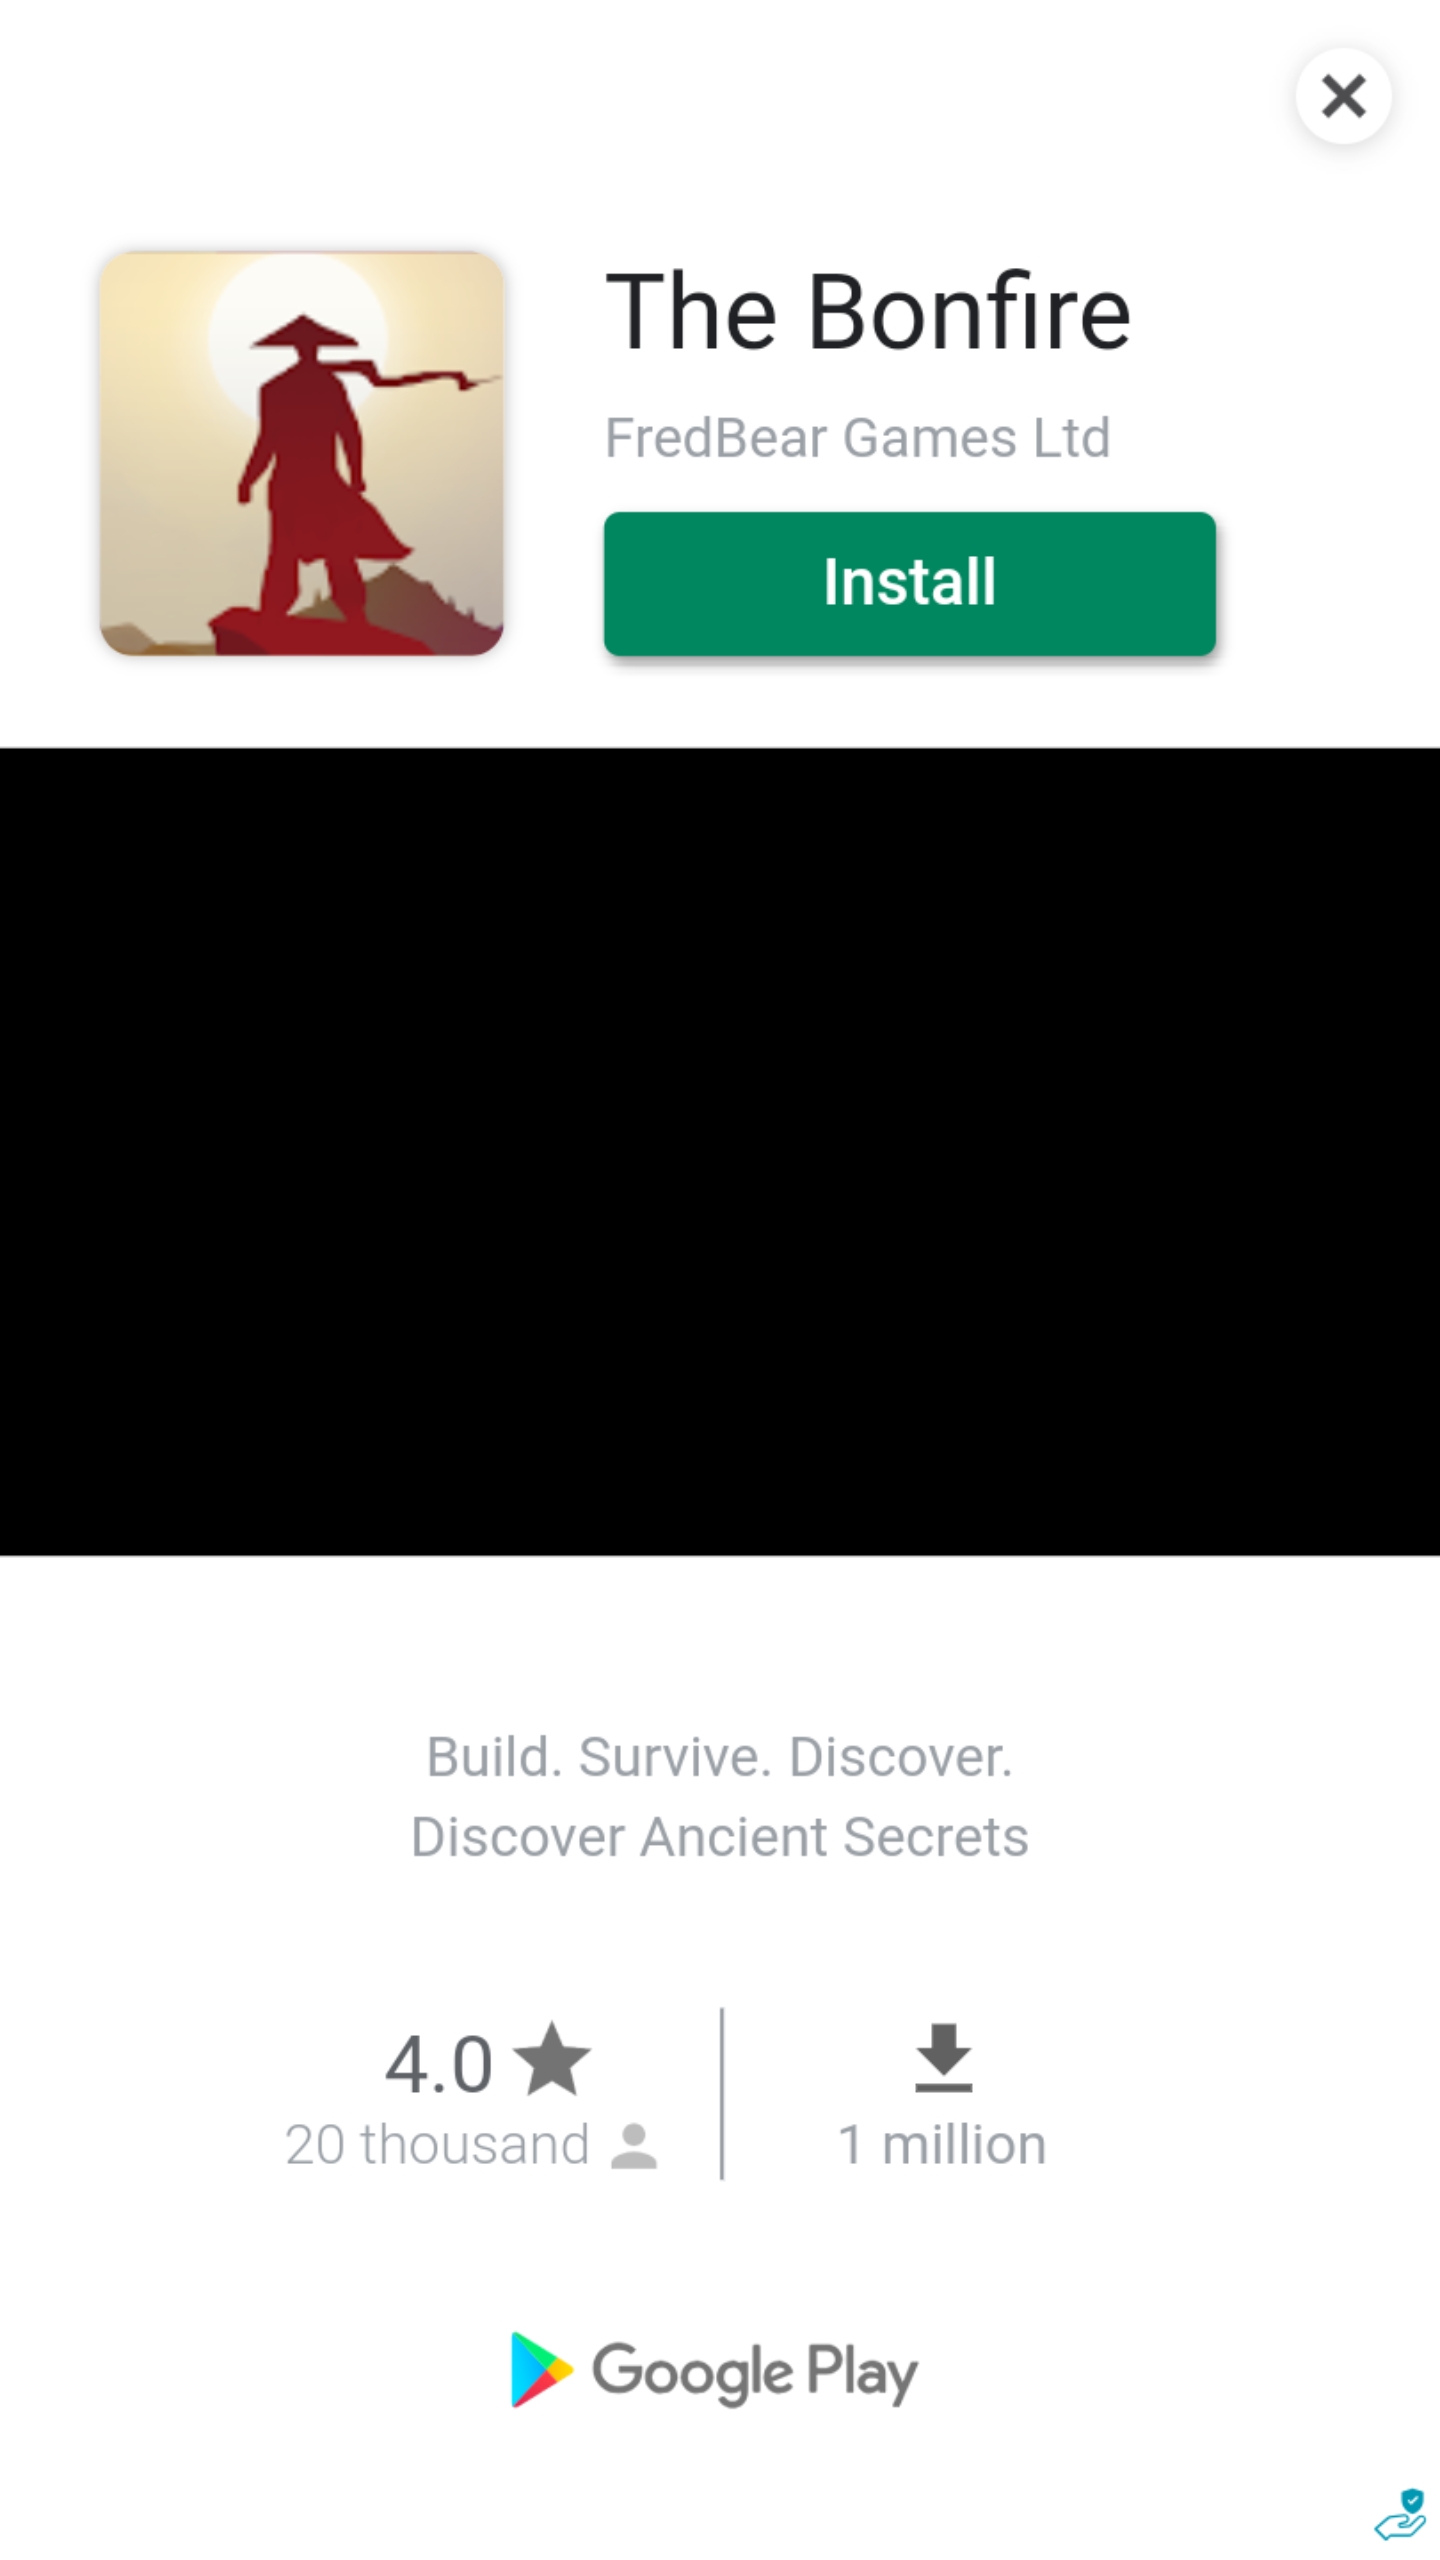 The Bonfire
FredBear Games Ltd
Install
Build. Survive. Discover.
Discover Ancient Secrets
4.0
20 thousand
1 million
Google Play